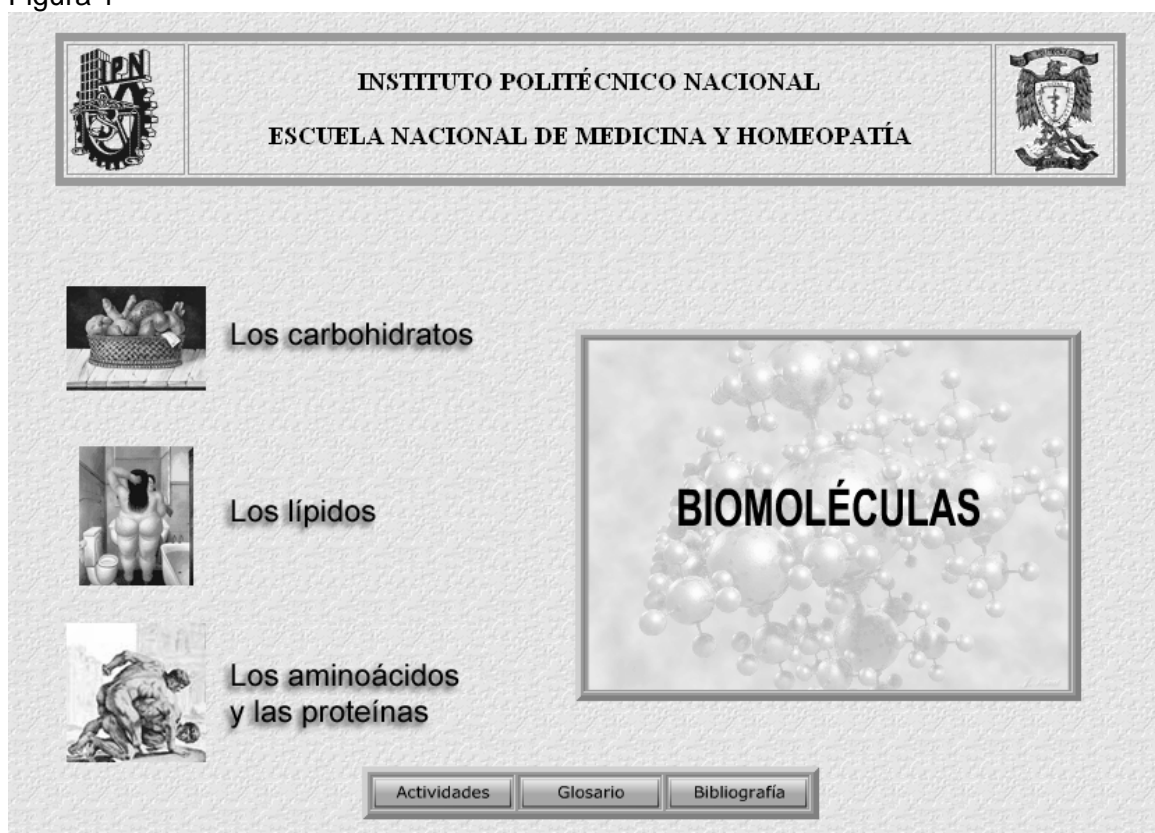 Figura 1
IPN
INSTITUTO POLITÉCNICO NACIONAL
ESCUELA NACIONAL DE MEDICINA Y HOMEOPATÍA
Los carbohidratos
Los lípidos
Los aminoácidos
y las proteínas
BIOMOLÉCULAS
Actividades
Glosario
Bibliografía